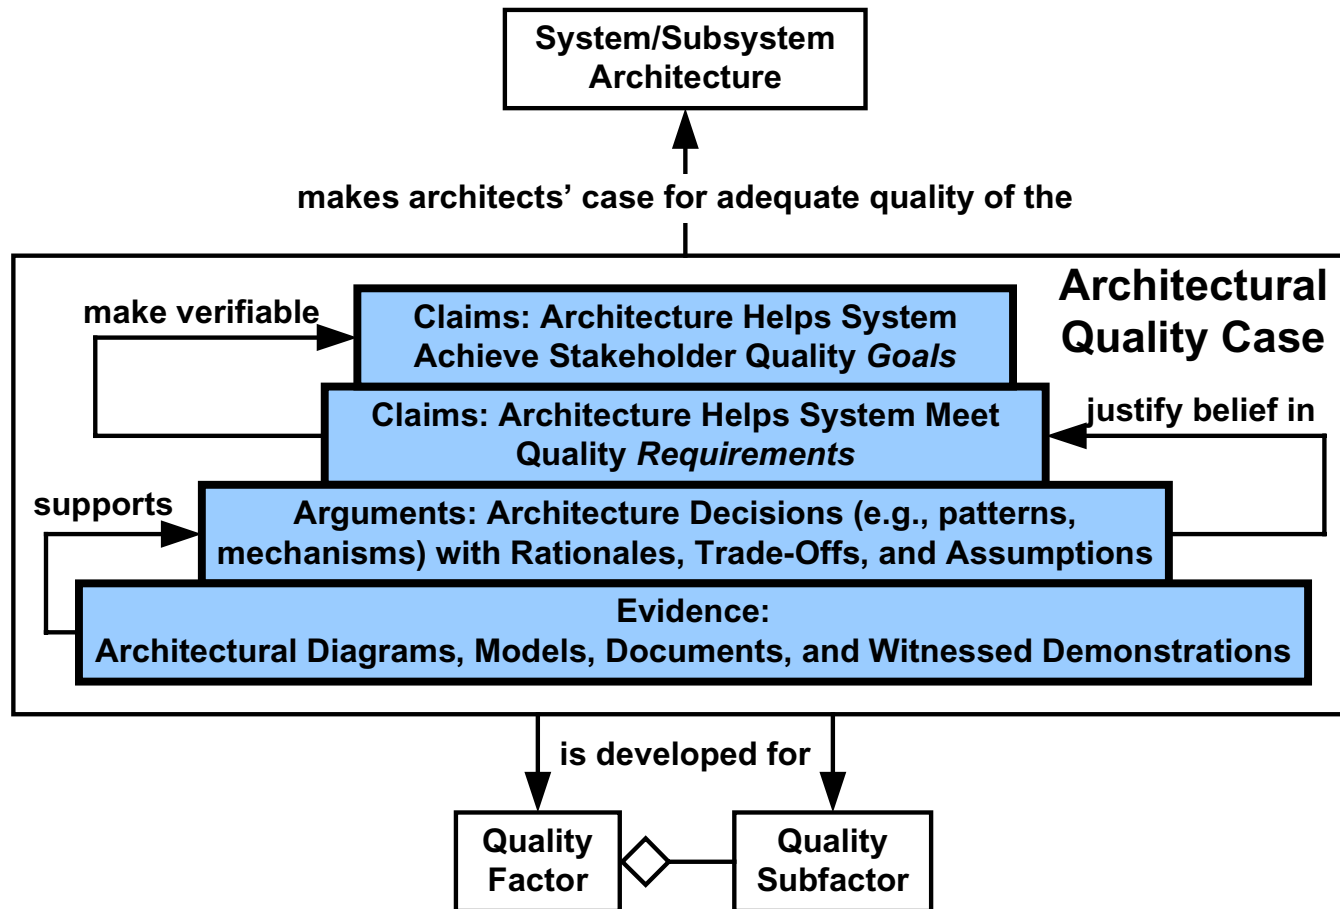 System/Subsystem
Architecture
makes architects’ case for adequate quality of the
Architectural
Quality Case
make verifiable
Claims: Architecture Helps System
Achieve Stakeholder Quality Goals
Claims: Architecture Helps System Meet
Quality Requirements
justify belief in
supports
Arguments: Architecture Decisions (e.g., patterns,
mechanisms) with Rationales, Trade-Offs, and Assumptions
Evidence:
Architectural Diagrams, Models, Documents, and Witnessed Demonstrations
is developed for
Quality
Factor
Quality
Subfactor